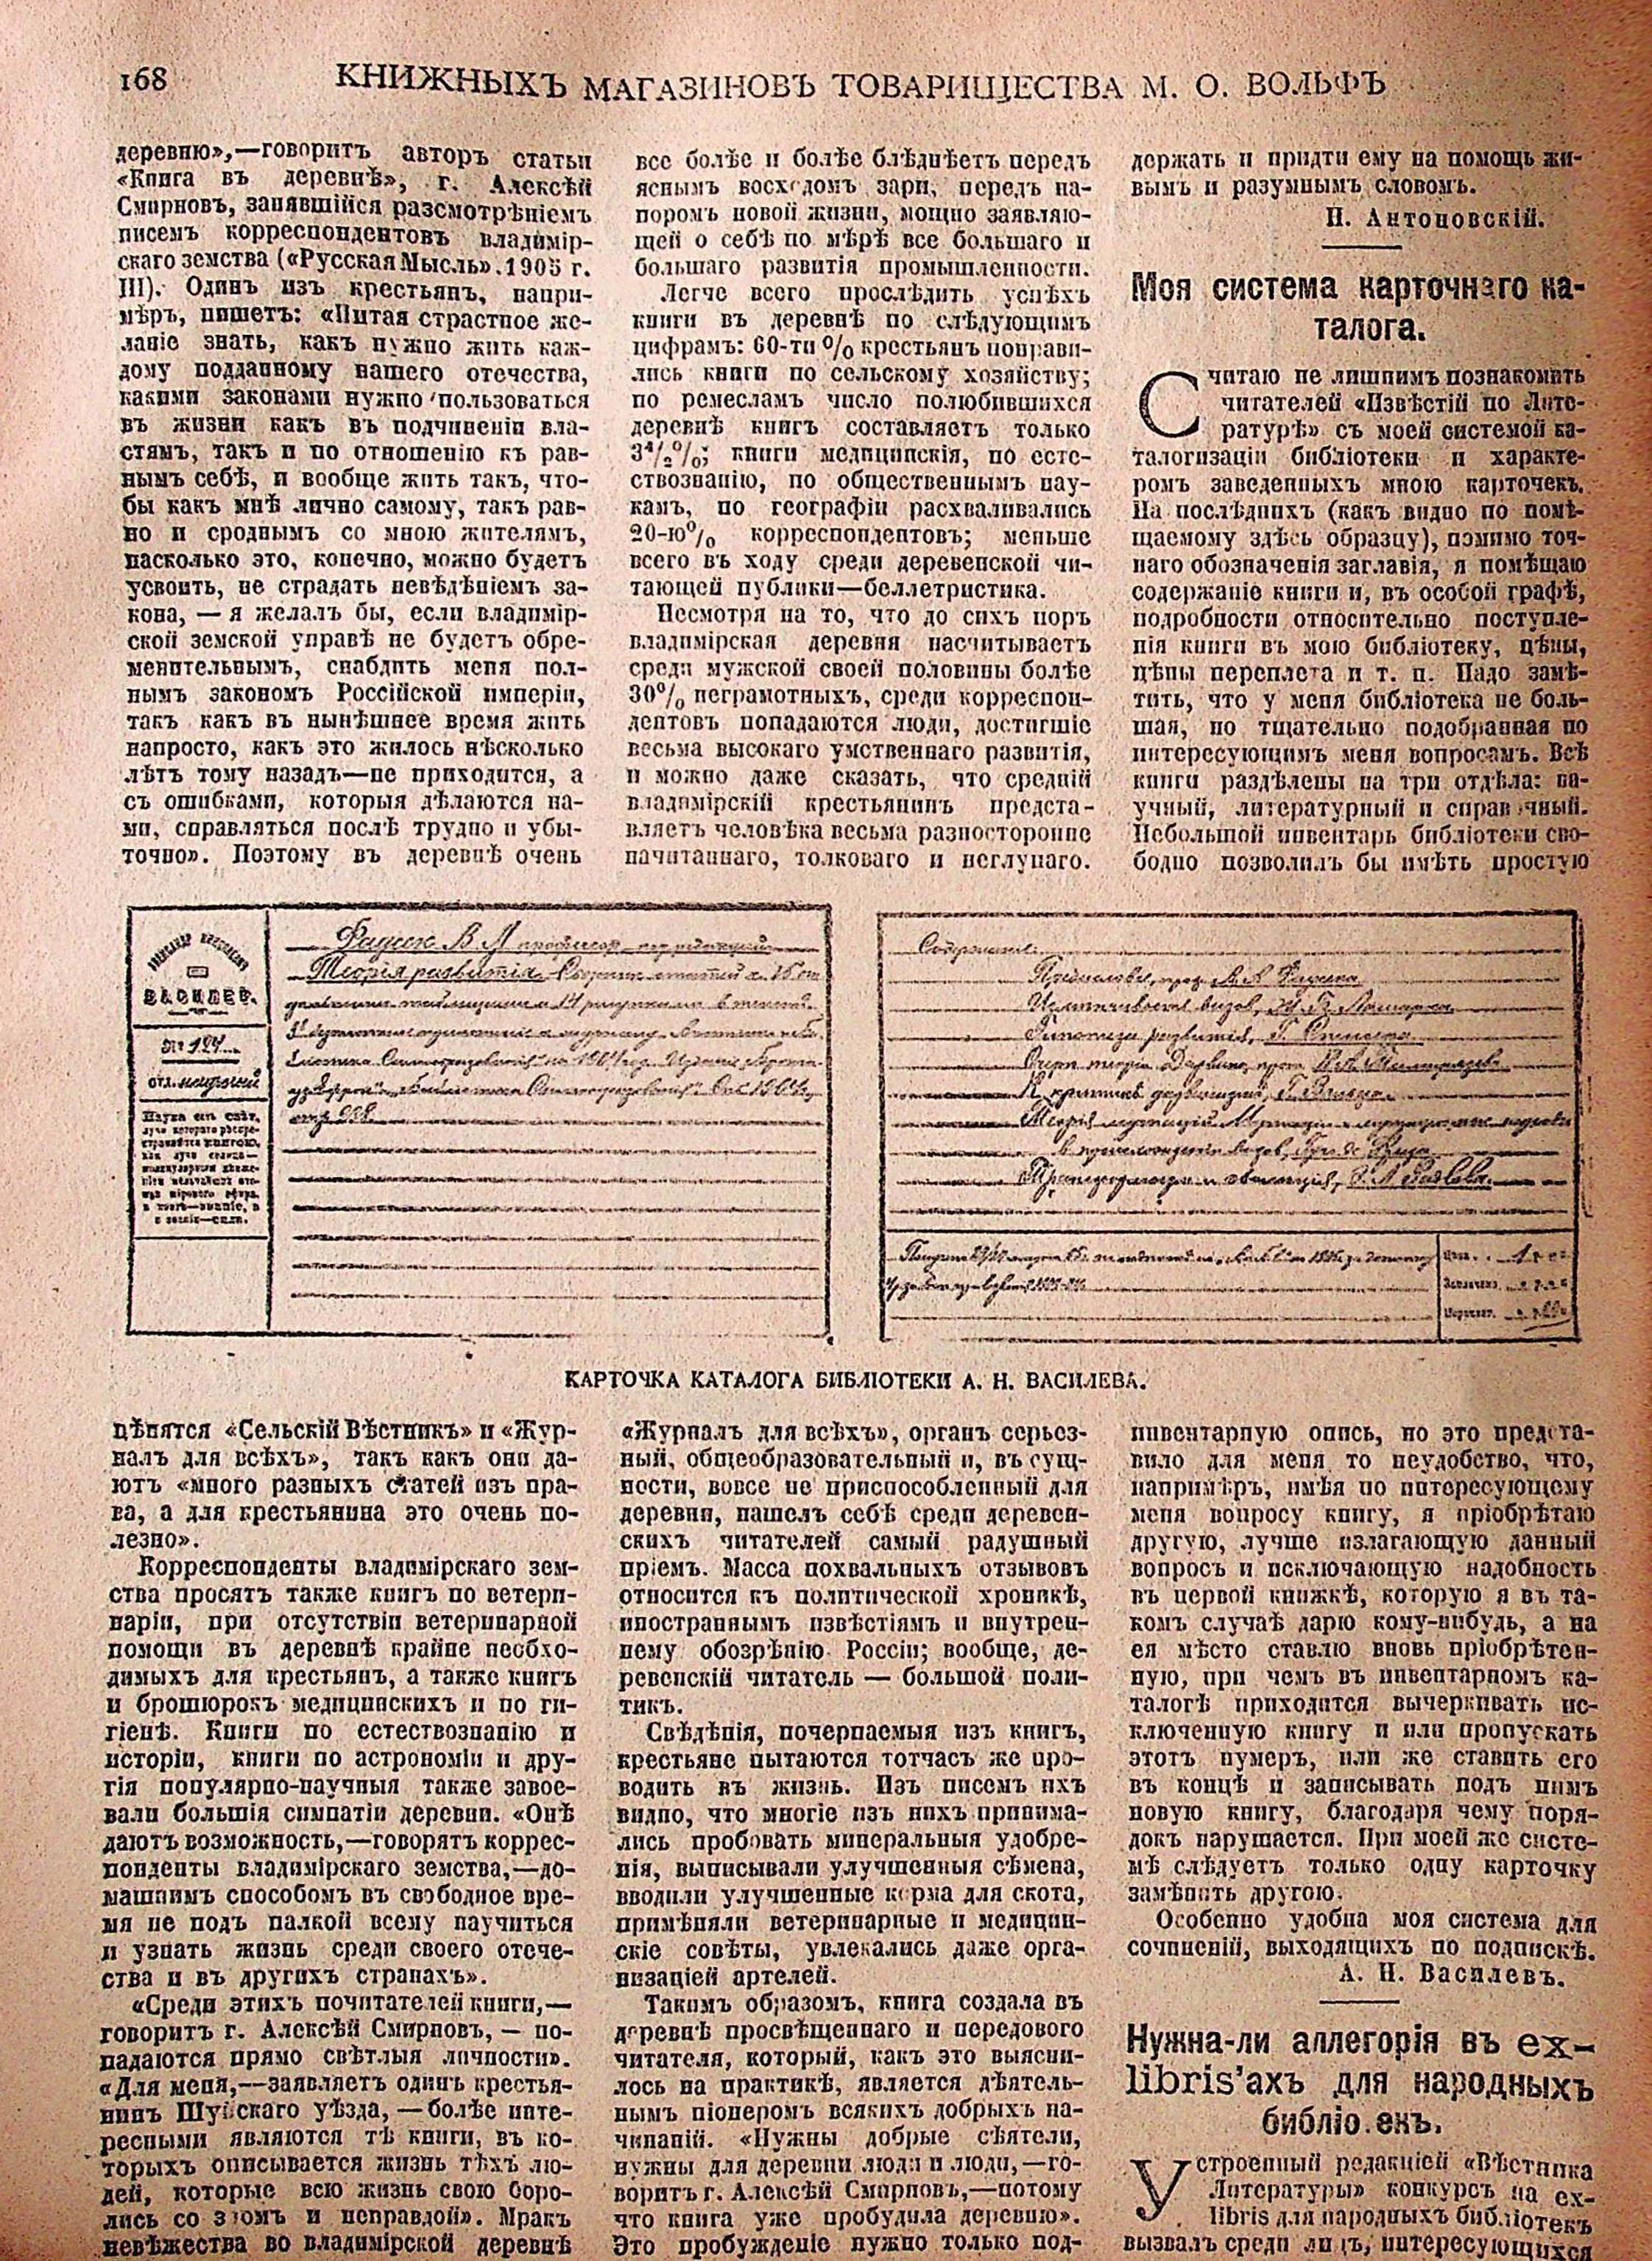 168
КНИЖНЫХЪ МАГАЗИНОВЪ ТОВАРИЩЕСТВА М. О. ВОЛЬФЪ
деревню»,—говоритъ авторъ статьи
«Книга въ деревнѣ», г. Алексѣй
Смирновъ, занявшійся разсмотрѣніемъ
писемъ корреспондентовъ владимір-
скаго земства («Русская Мысль». 1905 г.
III). Одинъ изъ крестьянъ, напри-
мѣръ, пишетъ: «Питая страстное же-
ланіе знать, какъ нужно жить каж-
дому подданному нашего отечества,
какими законами нужно пользоваться
въ жизни какъ въ подчиненіи вла-
стямъ, такъ и по отношенію къ рав-
нымъ себѣ, и вообще жить такъ, что-
бы какъ мнѣ лично самому, такъ рав-
но и сроднымъ со мною жителямъ,
насколько это, конечно, можно будетъ
усвоить, не страдать невѣдѣніемъ за-
кона, — я желалъ бы, если владимір-
ской земской управѣ не будетъ обре-
менительнымъ, снабдить меня пол-
нымъ закономъ Россійской имперіи,
такъ какъ въ нынѣшнее время жить
напросто, какъ это жилось нѣсколько
лѣтъ тому назадъ—не приходится, а
съ ошибками, которыя дѣлаются на-
ми, справляться послѣ трудно и убы-
точно». Поэтому въ деревнѣ очень
все болѣе и болѣе блѣднѣетъ передъ
яснымъ восходомъ зари, передъ на-
поромъ новой жизни, мощно заявляю-
щей о себѣ по мѣрѣ все большаго и
большаго развитія промышленности.
Легче всего прослѣдить успѣхъ
книги въ деревнѣ по слѣдующимъ
цифрамъ: 60-ти % крестьянъ понрави-
лись книги по сельскому хозяйству;
по ремесламъ число полюбившихся
деревнѣ книгъ составляетъ только
3½%; книги медицинскія, по есте-
ствознанію, по общественнымъ нау-
камъ, по географіи расхваливались
20-ю% корреспондентовъ; меньше
всего въ ходу среди деревенской чи-
тающей публики—беллетристика.
Несмотря на то, что до сихъ поръ
владимірская деревня насчитываетъ
среди мужской своей половины болѣе
30% неграмотныхъ, среди корреспон-
дентовъ попадаются люди, достигшіе
весьма высокаго умственнаго развитія,
и можно даже сказать, что средній
владимірскій крестьянинъ предста-
вляетъ человѣка весьма разносторонне
начитаннаго, толковаго и неглупаго.
держать и придти ему на помощь жи-
вымъ и разумнымъ словомъ.
П. Антоновскій.
Моя система карточнаго ка-
талога.
Считаю не лишнимъ познакомить
читателей «Извѣстій по Лите-
ратурѣ» съ моей системой ка-
талогизаціи библіотеки и характе-
ромъ заведенныхъ мною карточекъ.
На послѣднихъ (какъ видно по помѣ-
щаемому здѣсь образцу), помимо точ-
наго обозначенія заглавія, я помѣщаю
содержаніе книги и, въ особой графѣ,
подробности относительно поступле-
нія книги въ мою библіотеку, цѣны,
цѣны переплета и т. п. Надо замѣ-
тить, что у меня библіотека не боль-
шая, но тщательно подобранная по
интересующимъ меня вопросамъ. Всѣ
книги раздѣлены на три отдѣла: на-
учный, литературный и справочный.
Небольшой инвентарь библіотеки сво-
бодно позволилъ бы имѣть простую
ВАСИЛЕВ.
отл. научный
Теорія развитія.
Содержаніе.
КАРТОЧКА КАТАЛОГА БИБЛІОТЕКИ А. Н. ВАСИЛЕВА.
цѣнятся «Сельскій Вѣстникъ» и «Жур-
налъ для всѣхъ», такъ какъ они да-
ютъ «много разныхъ статей изъ пра-
ва, а для крестьянина это очень по-
лезно».
Корреспонденты владимірскаго зем-
ства просятъ также книгъ по ветери-
наріи, при отсутствіи ветеринарной
помощи въ деревнѣ крайне необхо-
димыхъ для крестьянъ, а также книгъ
и брошюрокъ медицинскихъ и по ги-
гіенѣ. Книги по естествознанію и
исторіи, книги по астрономіи и дру-
гія популярно-научныя также завое-
вали большія симпатіи деревни. «Онѣ
даютъ возможность,—говорятъ коррес-
понденты владимірскаго земства,—до-
машнимъ способомъ въ свободное вре-
мя не подъ палкой всему научиться
и узнать жизнь среди своего отече-
ства и въ другихъ странахъ».
«Среди этихъ почитателей книги,—
говоритъ г. Алексѣй Смирновъ, — по-
падаются прямо свѣтлыя личности».
«Для меня,—заявляетъ одинъ крестья-
нинъ Шуйскаго уѣзда, — болѣе инте-
ресными являются тѣ книги, въ ко-
торыхъ описывается жизнь тѣхъ лю-
дей, которые всю жизнь свою боро-
лись со зломъ и неправдой». Мракъ
невѣжества во владимірской деревнѣ
«Журналъ для всѣхъ», органъ серьез-
ный, общеобразовательный и, въ сущ-
ности, вовсе не приспособленный для
деревни, нашелъ себѣ среди деревен-
скихъ читателей самый радушный
пріемъ. Масса похвальныхъ отзывовъ
относится къ политической хроникѣ,
иностраннымъ извѣстіямъ и внутрен-
нему обозрѣнію Россіи; вообще, де-
ревенскій читатель — большой поли-
тикъ.
Свѣдѣнія, почерпаемыя изъ книгъ,
крестьяне пытаются тотчасъ же про-
водить въ жизнь. Изъ писемъ ихъ
видно, что многіе изъ нихъ принима-
лись пробовать минеральныя удобре-
нія, выписывали улучшенныя сѣмена,
вводили улучшенные корма для скота,
примѣняли ветеринарные и медицин-
скіе совѣты, увлекались даже орга-
низаціей артелей.
Такимъ образомъ, книга создала въ
деревнѣ просвѣщеннаго и передового
читателя, который, какъ это выясни-
лось на практикѣ, является дѣятель-
нымъ піонеромъ всякихъ добрыхъ на-
чинаній. «Нужны добрые сѣятели,
нужны для деревни люди и люди,—го-
воритъ г. Алексѣй Смирновъ,—потому
что книга уже пробудила деревню».
Это пробужденіе нужно только под-
инвентарную опись, но это предста-
вило для меня то неудобство, что,
напримѣръ, имѣя по интересующему
меня вопросу книгу, я пріобрѣтаю
другую, лучше излагающую данный
вопросъ и исключающую надобность
въ первой книжкѣ, которую я въ та-
комъ случаѣ дарю кому-нибудь, а на
ея мѣсто ставлю вновь пріобрѣтен-
ную, при чемъ въ инвентарномъ ка-
талогѣ приходится вычеркивать ис-
ключенную книгу и или пропускать
этотъ нумеръ, или же ставить его
въ концѣ и записывать подъ нимъ
новую книгу, благодаря чему поря-
докъ нарушается. При моей же систе-
мѣ слѣдуетъ только одну карточку
замѣнить другою.
Особенно удобна моя система для
сочиненій, выходящихъ по подпискѣ.
А. Н. Василевъ.
Нужна-ли аллегорія въ ex-
libris'ахъ для народныхъ
библіо.екъ.
Устроенный редакціей «Вѣстника
Литературы» конкурсъ на ex-
libris для народныхъ библіотекъ
вызвалъ среди лицъ, интересующихся